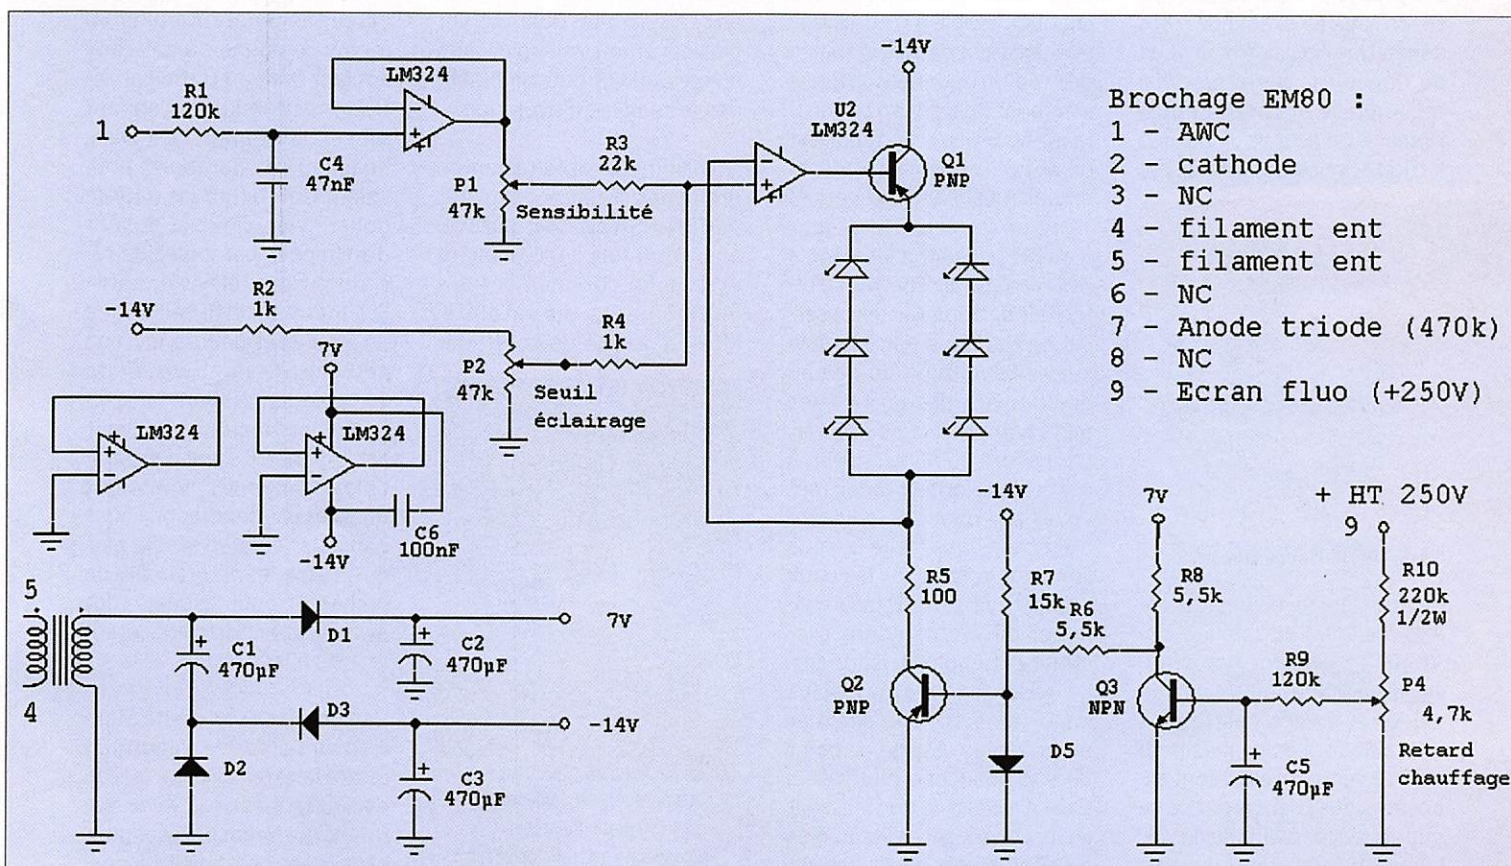 -14V
LM324
R1
120k
1
C4
47nF
P1
47k
R3
22k
Sensibilité
U2
LM324
Q1
PNP
Brochage EM80 :
1 - AWC
2 - cathode
3 - NC
4 - filament ent
5 - filament ent
6 - NC
7 - Anode triode (470k)
8 - NC
9 - Ecran fluo (+250V)
-14V
R2
1k
7V
P2
47k
R4
1k
Seuil
éclairage
LM324
LM324
C6
100nF
-14V
-14V
7V
+ HT 250V
9
R5
100
R7
15k
R6
5,5k
R8
5,5k
R10
220k
1/2W
5
4
C1
470µF
D1
C2
470µF
7V
D3
-14V
D2
C3
470µF
Q2
PNP
D5
Q3
NPN
R9
120k
P4
4,7k
C5
470µF
Retard
chauffage